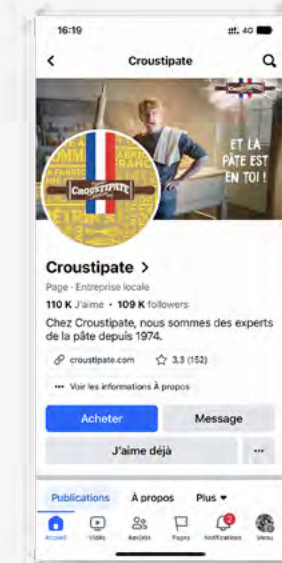 16:19
4G
Croustipate
CROUSTIPATE
ET LA
PÂTE EST
EN TOI !
CROUSTIPATE
Croustipate >
Page · Entreprise locale
110 K J'aime • 109 K followers
Chez Croustipate, nous sommes des experts
de la pâte depuis 1974.
croustipate.com 3,3 (152)
••• Voir les informations À propos
Acheter Message
J'aime déjà •••
Publications À propos Plus
Accueil Vidéo Ami(e)s Pages Notifications Menu